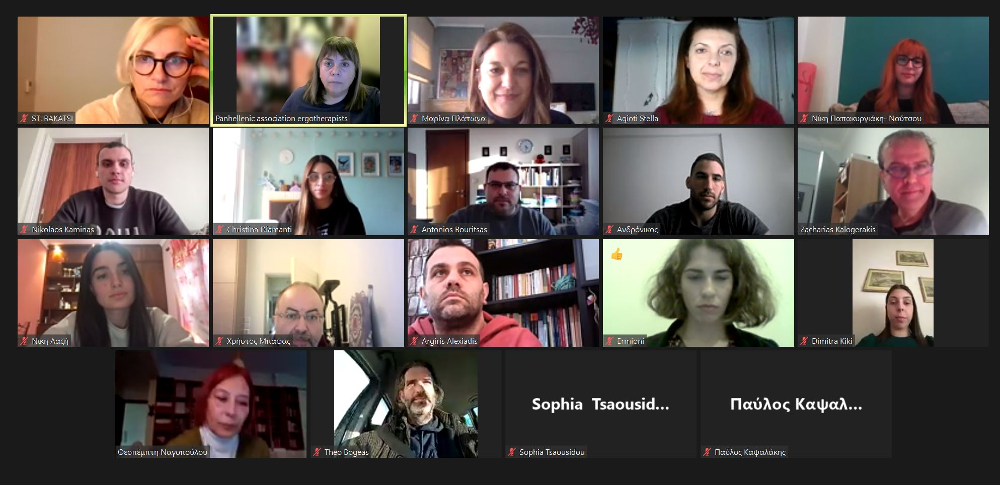 ST. BAKATSI
Panhellenic association ergotherapists
Μαρίνα Πλάτωνα
Agioti Stella
Νίκη Παπακυργιάκη- Νούτσου
Nikolaos Kaminas
Christina Diamanti
Antonios Bouritsas
Ανδρόνικος
Zacharias Kalogerakis
Νίκη Λαζή
Χρήστος Μπάφας
Argiris Alexiadis
Ermioni
Dimitra Kiki
Θεοπέμπτη Ναγοπούλου
Theo Bogeas
Sophia Tsaousid...
Sophia Tsaousidou
Παύλος Καψαλ...
Παύλος Καψαλάκης